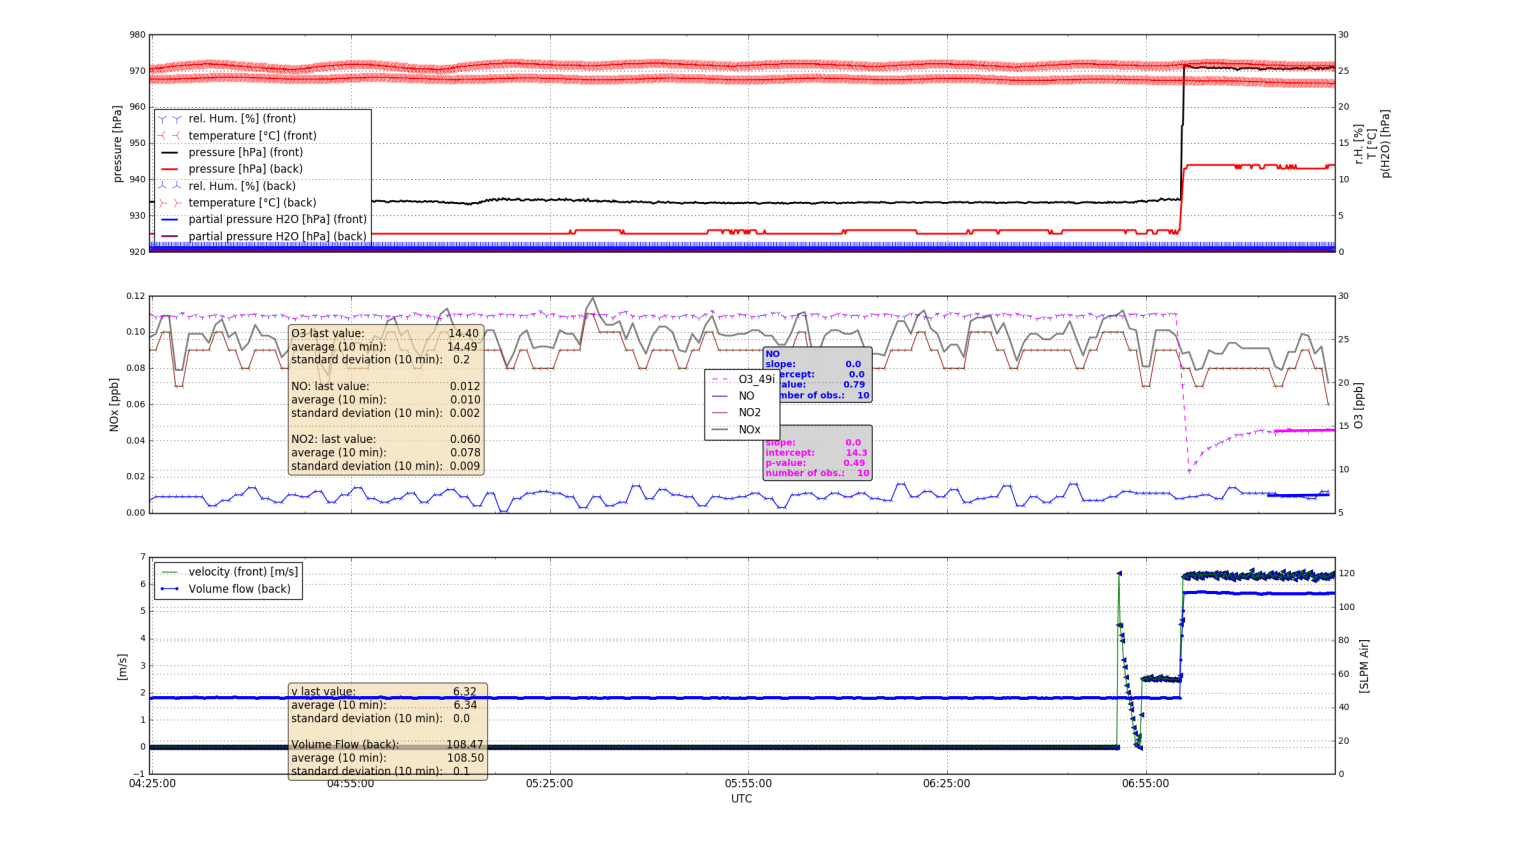 980
970
960
950
940
930
920
pressure [hPa]
rel. Hum. [%] (front)
temperature [°C] (front)
pressure [hPa] (front)
pressure [hPa] (back)
rel. Hum. [%] (back)
temperature [°C] (back)
partial pressure H2O [hPa] (front)
partial pressure H2O [hPa] (back)
30
25
20
15
10
5
0
r.H. [%]
T [°C]
p(H2O) [hPa]
0.12
0.10
0.08
0.06
0.04
0.02
0.00
NOx [ppb]
O3 last value: 14.40
average (10 min): 14.49
standard deviation (10 min): 0.2
NO: last value: 0.012
average (10 min): 0.010
standard deviation (10 min): 0.002
NO2: last value: 0.060
average (10 min): 0.078
standard deviation (10 min): 0.009
O3_49i
NO
NO2
NOx
NO
slope: 0.0
tercept: 0.0
alue: 0.79
mber of obs.: 10
slope: 0.0
intercept: 14.3
p-value: 0.49
number of obs.: 10
30
25
20
15
10
5
O3 [ppb]
7
6
5
4
3
2
1
0
−1
[m/s]
velocity (front) [m/s]
Volume flow (back)
v last value: 6.32
average (10 min): 6.34
standard deviation (10 min): 0.0
Volume Flow (back): 108.47
average (10 min): 108.50
standard deviation (10 min): 0.1
120
100
80
60
40
20
0
[SLPM Air]
04:25:00 04:55:00 05:25:00 05:55:00 06:25:00 06:55:00
UTC